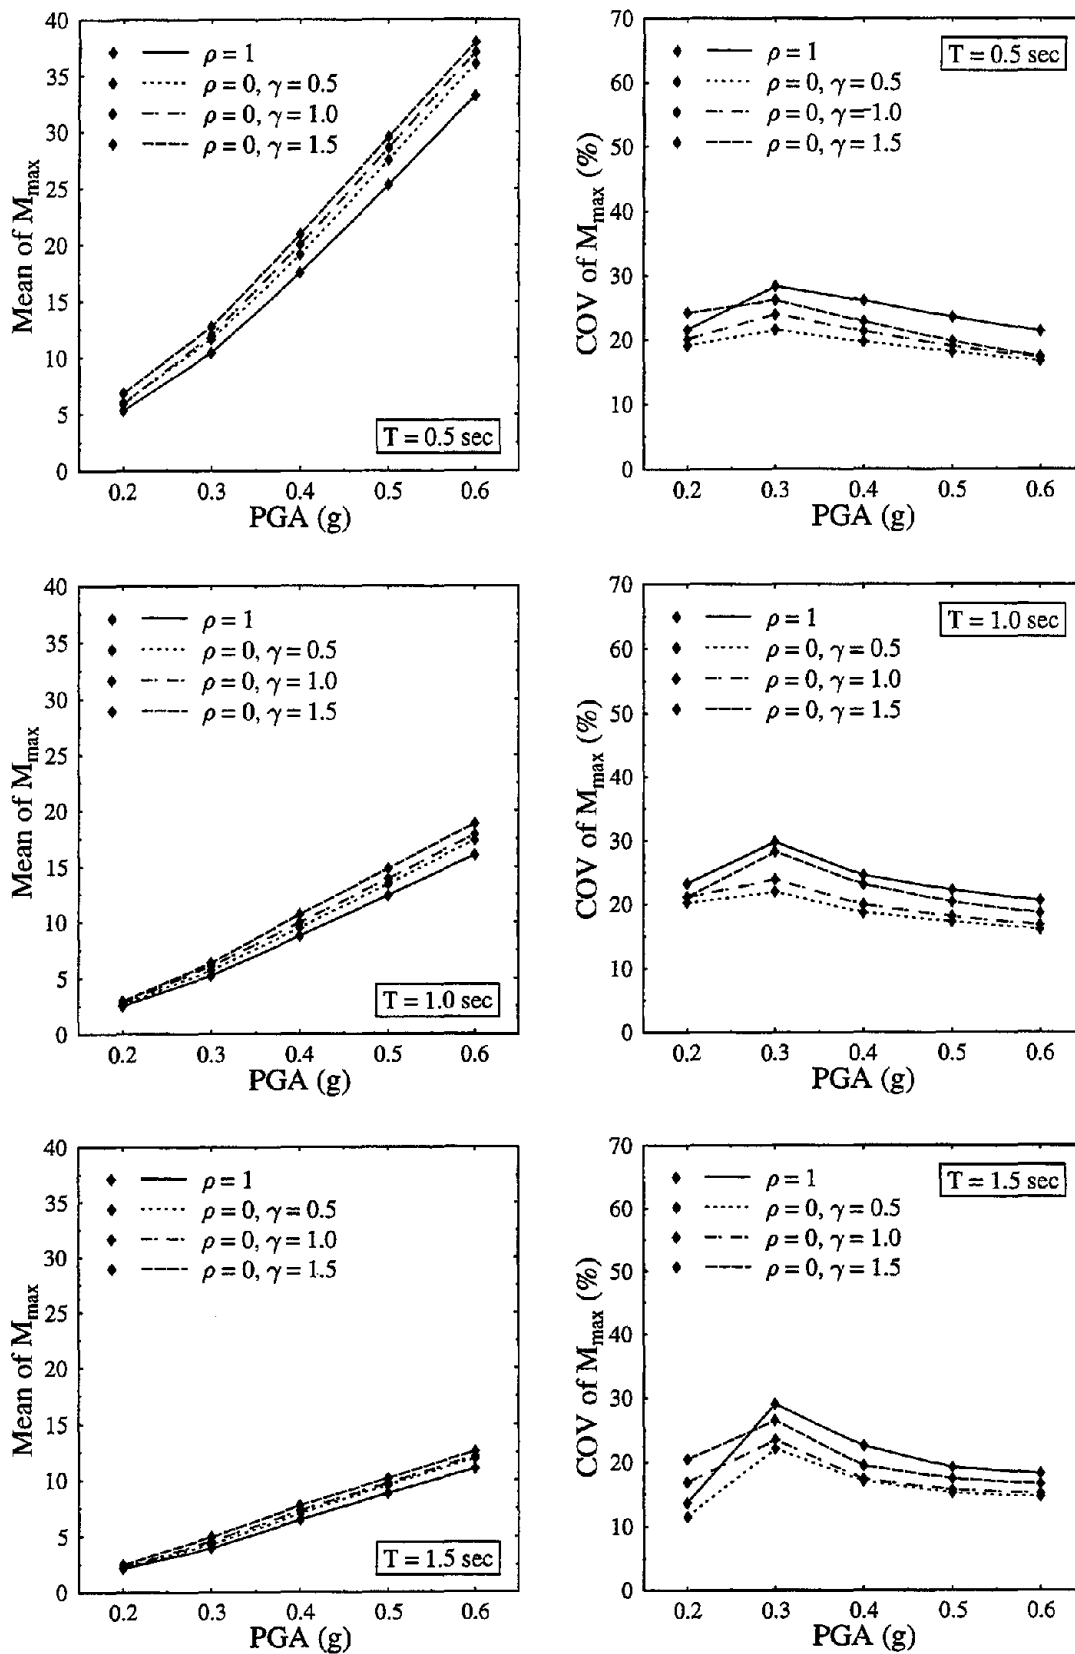 40
35
30
25
20
15
10
5
0
Mean of M_max
ρ = 1
ρ = 0, γ = 0.5
ρ = 0, γ = 1.0
ρ = 0, γ = 1.5
T = 0.5 sec
0.2 0.3 0.4 0.5 0.6
PGA (g)
70
60
50
40
30
20
10
0
COV of M_max (%)
ρ = 1
ρ = 0, γ = 0.5
ρ = 0, γ = 1.0
ρ = 0, γ = 1.5
T = 0.5 sec
0.2 0.3 0.4 0.5 0.6
PGA (g)
40
35
30
25
20
15
10
5
0
Mean of M_max
ρ = 1
ρ = 0, γ = 0.5
ρ = 0, γ = 1.0
ρ = 0, γ = 1.5
T = 1.0 sec
0.2 0.3 0.4 0.5 0.6
PGA (g)
70
60
50
40
30
20
10
0
COV of M_max (%)
ρ = 1
ρ = 0, γ = 0.5
ρ = 0, γ = 1.0
ρ = 0, γ = 1.5
T = 1.0 sec
0.2 0.3 0.4 0.5 0.6
PGA (g)
40
35
30
25
20
15
10
5
0
Mean of M_max
ρ = 1
ρ = 0, γ = 0.5
ρ = 0, γ = 1.0
ρ = 0, γ = 1.5
T = 1.5 sec
0.2 0.3 0.4 0.5 0.6
PGA (g)
70
60
50
40
30
20
10
0
COV of M_max (%)
ρ = 1
ρ = 0, γ = 0.5
ρ = 0, γ = 1.0
ρ = 0, γ = 1.5
T = 1.5 sec
0.2 0.3 0.4 0.5 0.6
PGA (g)